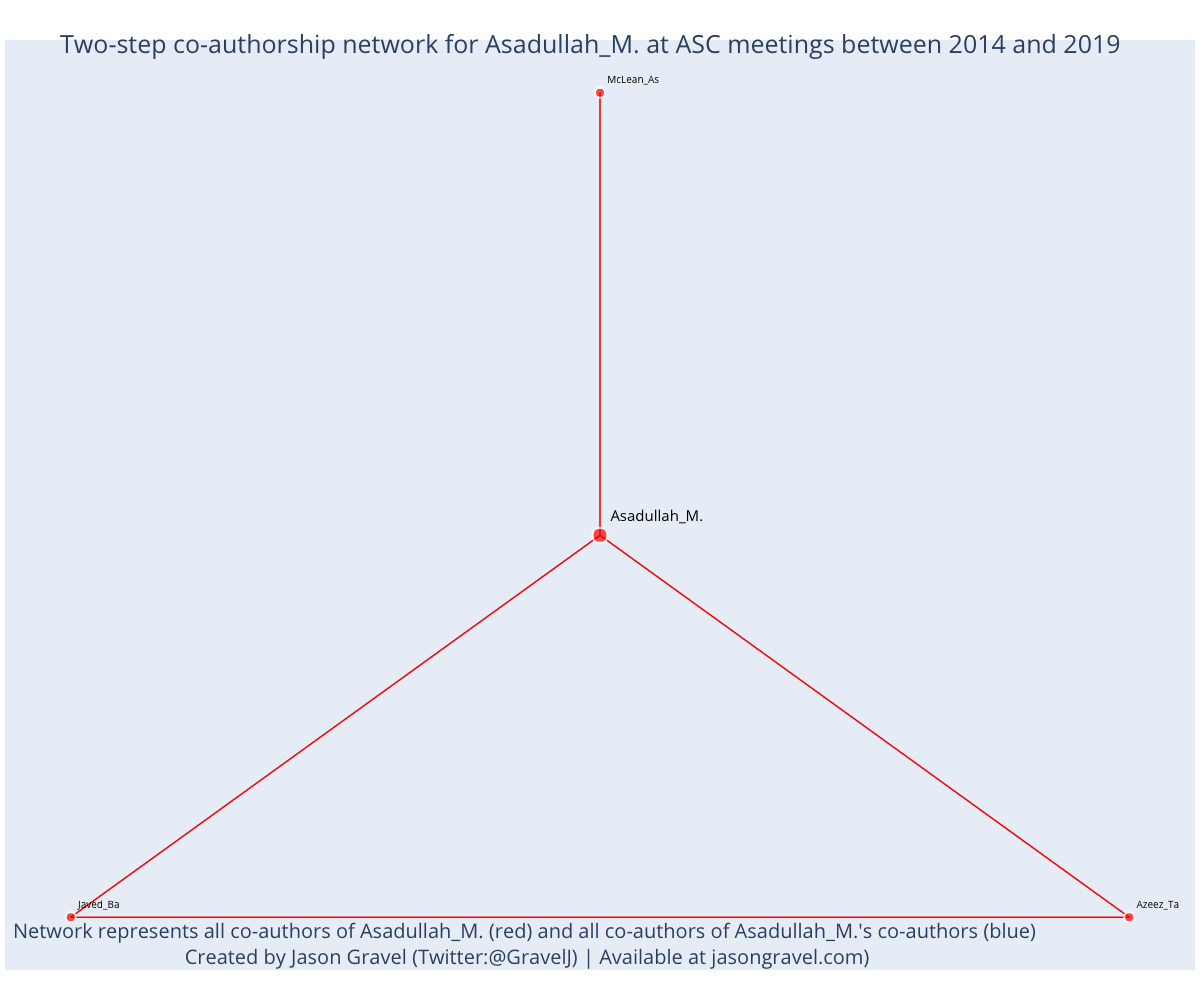 Two-step co-authorship network for Asadullah_M. at ASC meetings between 2014 and 2019
McLean_As
Asadullah_M.
Javed_Ba
Azeez_Ta
Network represents all co-authors of Asadullah_M. (red) and all co-authors of Asadullah_M.'s co-authors (blue)
Created by Jason Gravel (Twitter:@GravelJ) | Available at jasongravel.com)